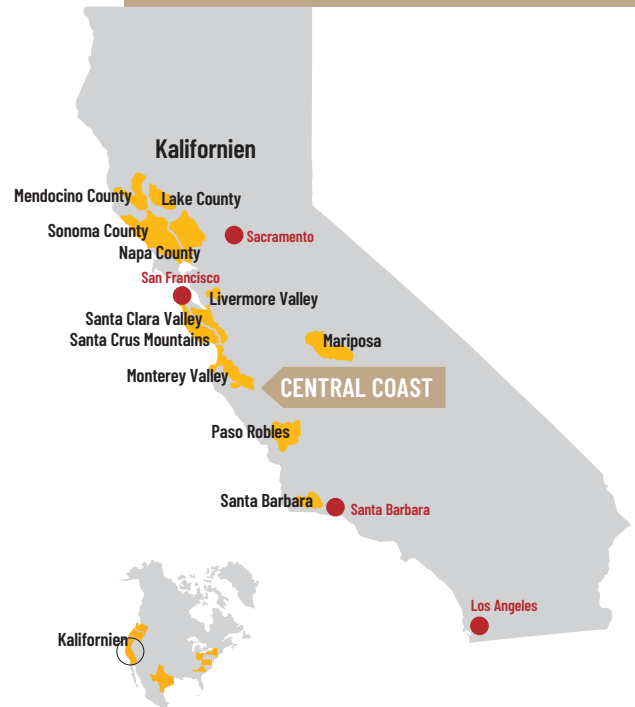 Kalifornien
Mendocino County
Lake County
Sonoma County
Napa County
Sacramento
San Francisco
Livermore Valley
Santa Clara Valley
Santa Crus Mountains
Mariposa
Monterey Valley
CENTRAL COAST
Paso Robles
Santa Barbara
Santa Barbara
Los Angeles
Kalifornien